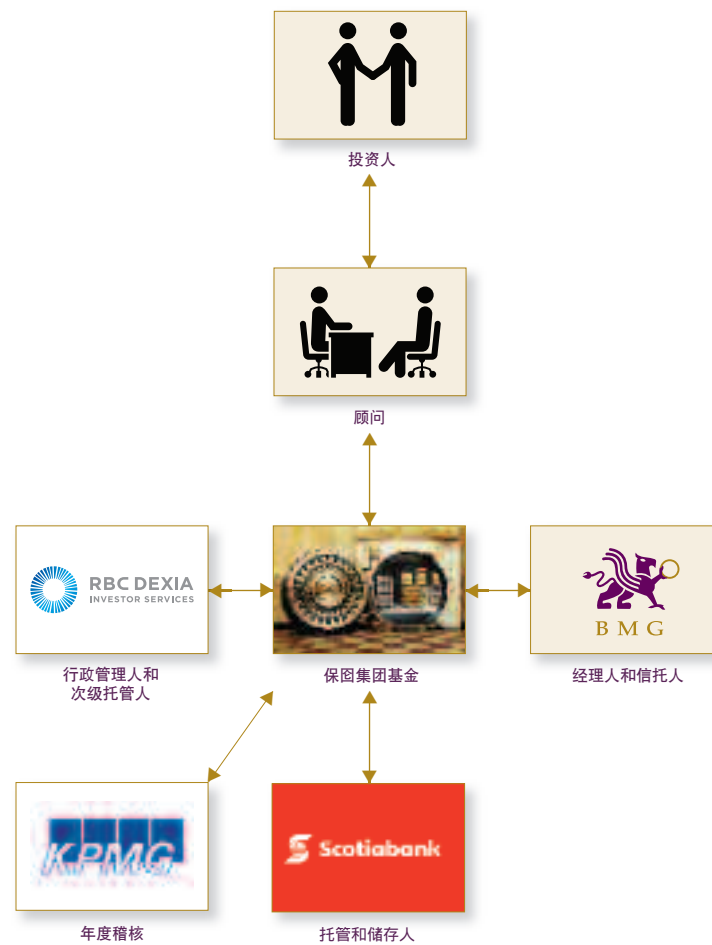 投资人
顾问
RBC DEXIA
INVESTOR SERVICES
BMG
行政管理人和
次级托管人
保囼集团基金
经理人和信托人
KPMG
Scotiabank
年度稽核
托管和储存人